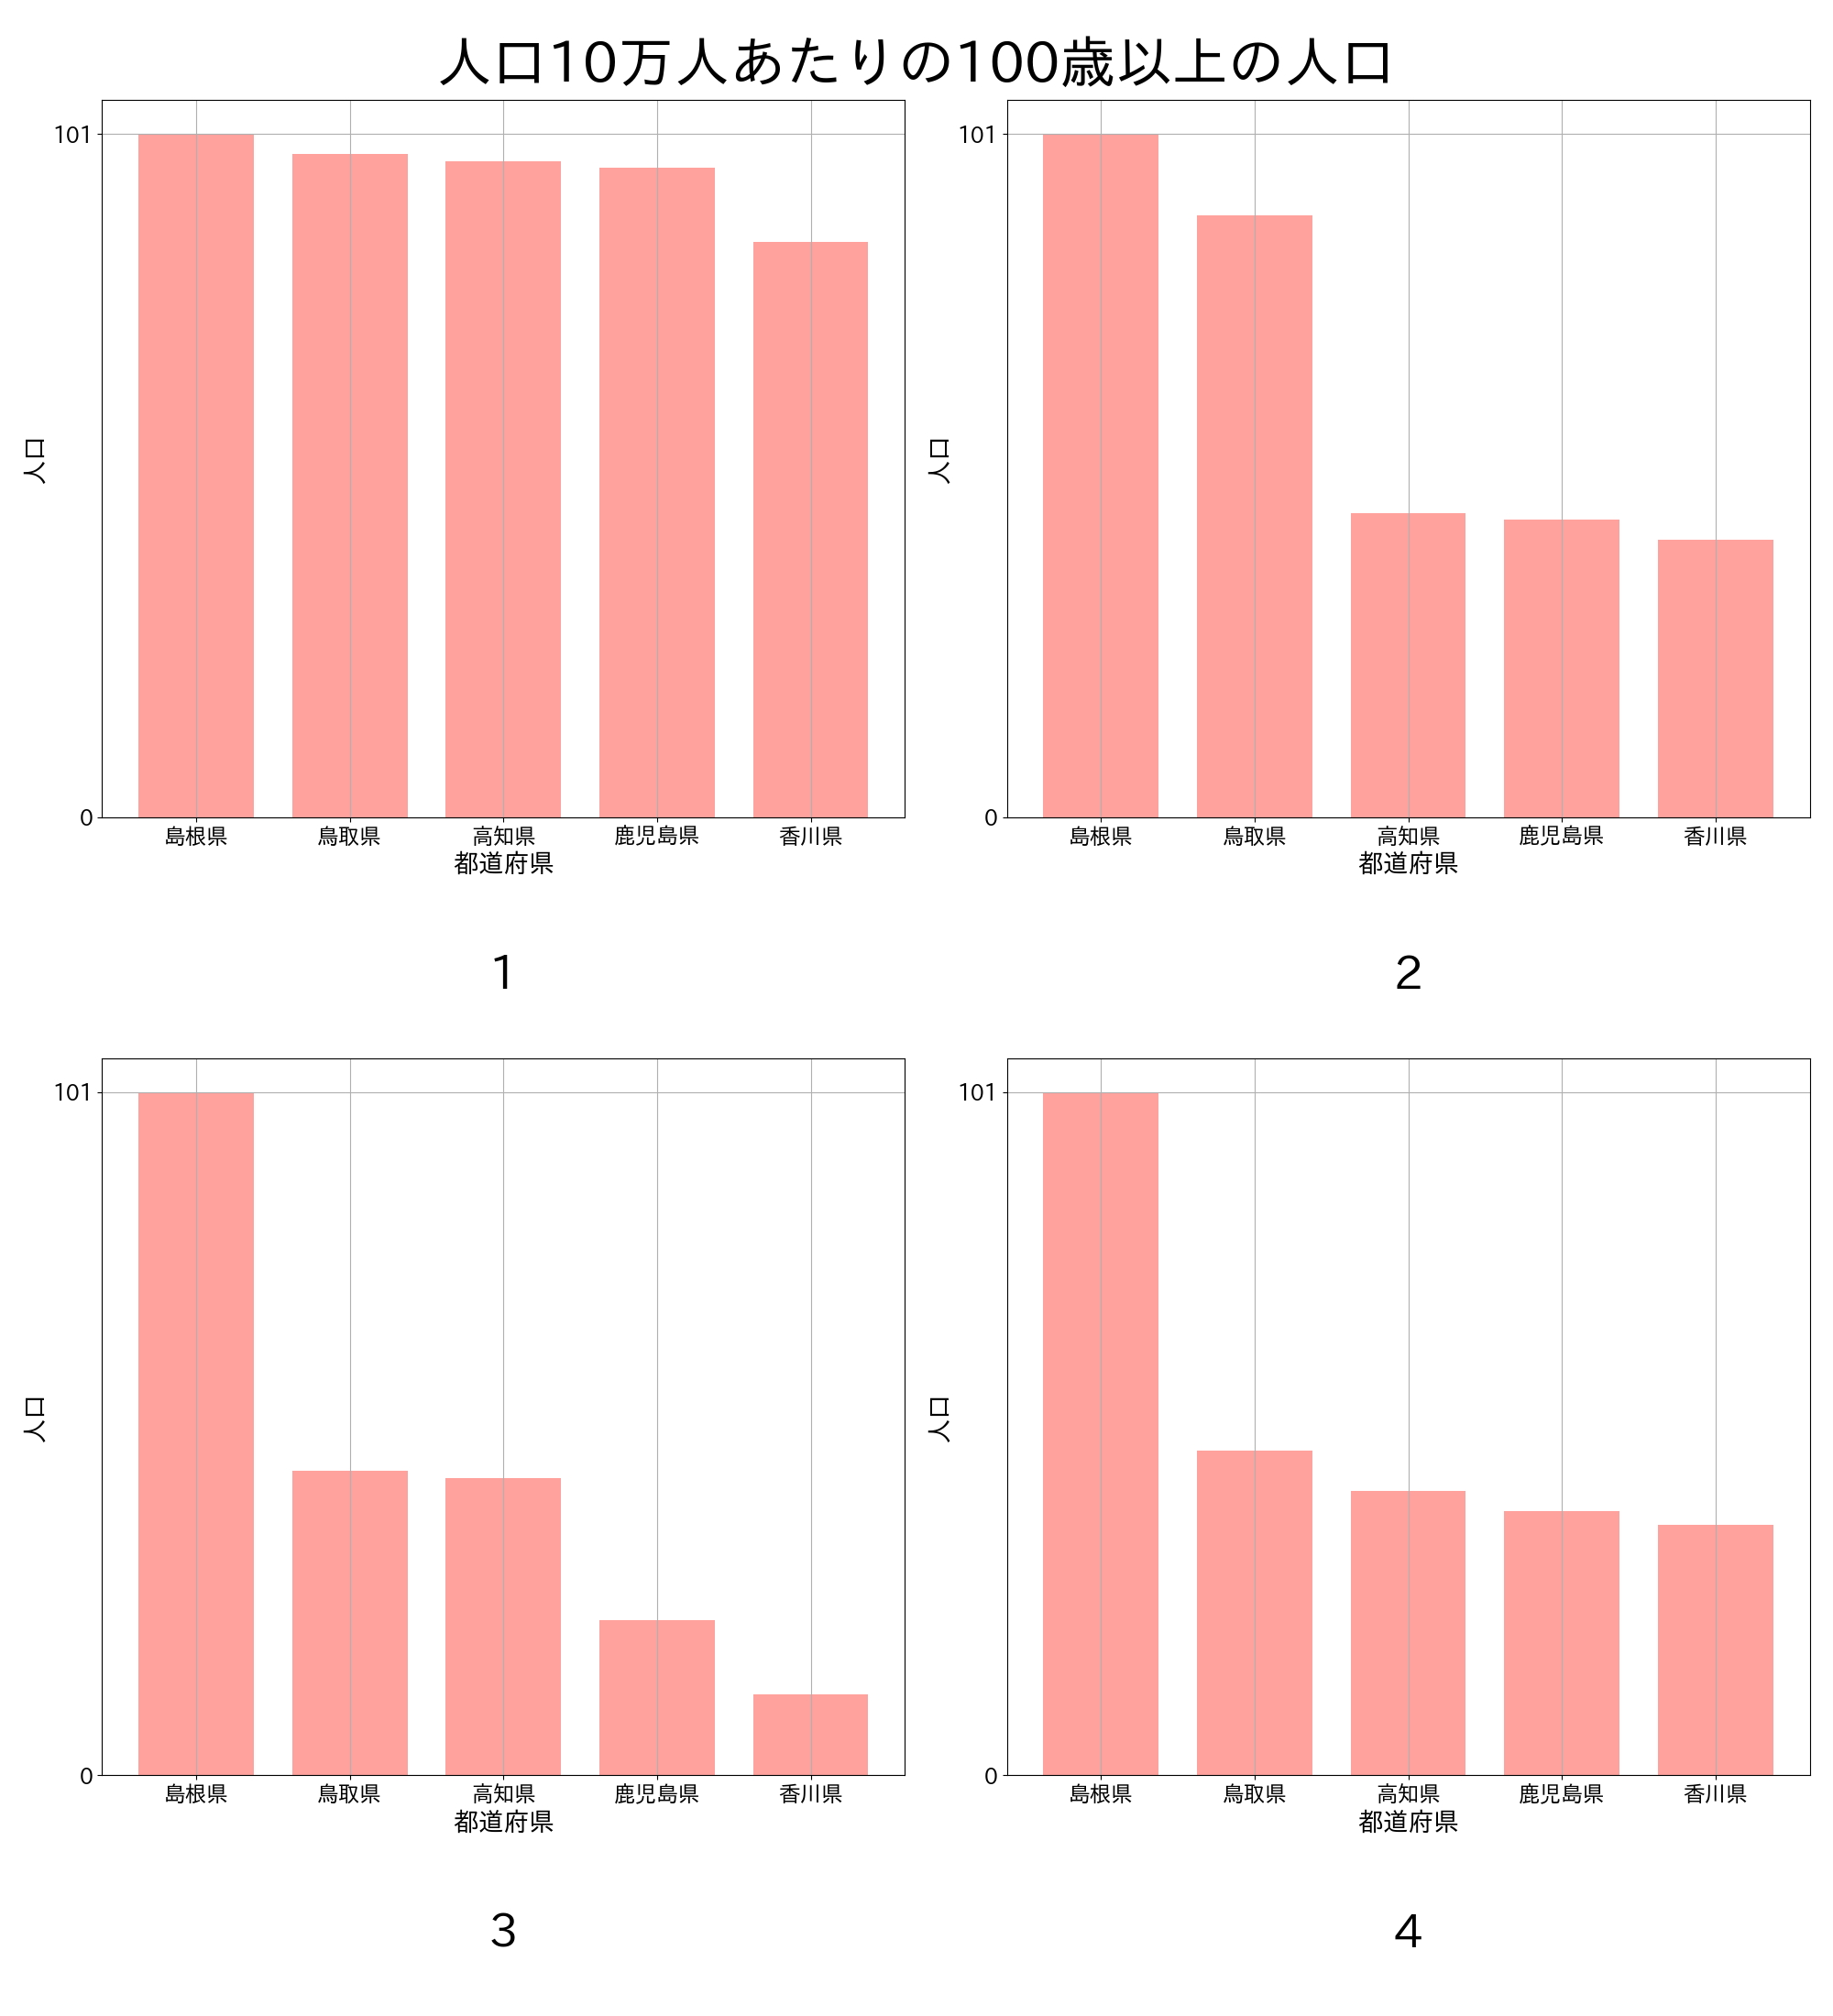 人口10万人あたりの100歳以上の人口
101
0
人口
島根県 鳥取県 高知県 鹿児島県 香川県
都道府県
1
101
0
人口
島根県 鳥取県 高知県 鹿児島県 香川県
都道府県
2
101
0
人口
島根県 鳥取県 高知県 鹿児島県 香川県
都道府県
3
101
0
人口
島根県 鳥取県 高知県 鹿児島県 香川県
都道府県
4